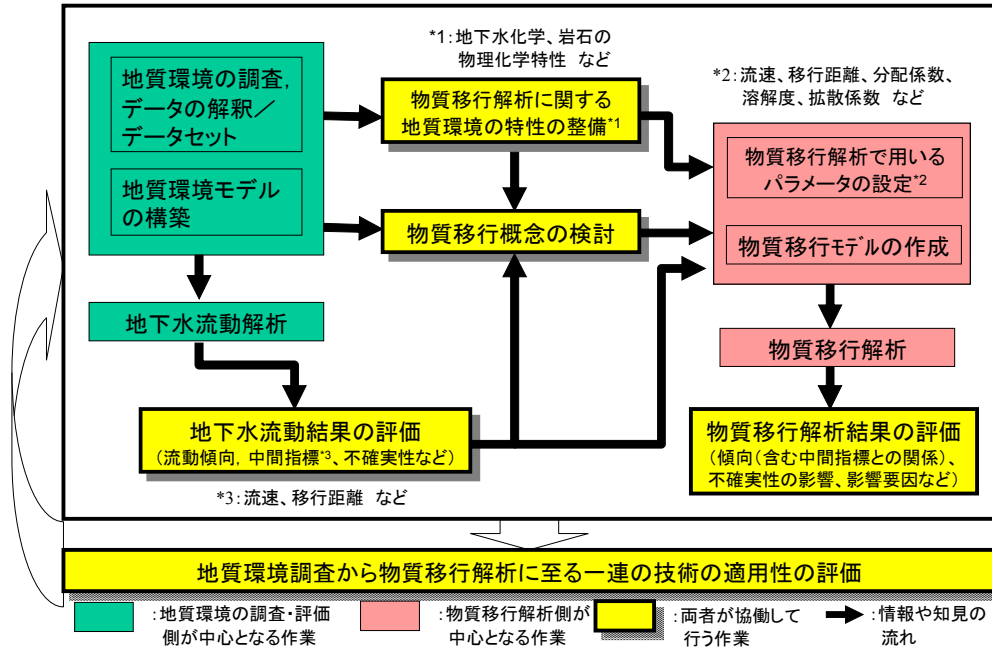 *1:地下水化学、岩石の
物理化学特性 など
*2:流速、移行距離、分配係数、
溶解度、拡散係数 など
地質環境の調査,
データの解釈／
データセット
地質環境モデル
の構築
物質移行解析に関する
地質環境の特性の整備*1
物質移行概念の検討
物質移行解析で用いる
パラメータの設定*2
物質移行ﾓﾃﾞﾙの作成
地下水流動解析
物質移行解析
地下水流動結果の評価
(流動傾向, 中間指標*3、不確実性など)
*3:流速、移行距離 など
物質移行解析結果の評価
(傾向(含む中間指標との関係)、
不確実性の影響、影響要因など)
地質環境調査から物質移行解析に至る一連の技術の適用性の評価
:地質環境の調査・評価
側が中心となる作業
:物質移行解析側が
中心となる作業
:両者が協働して
行う作業
:情報や知見の
流れ